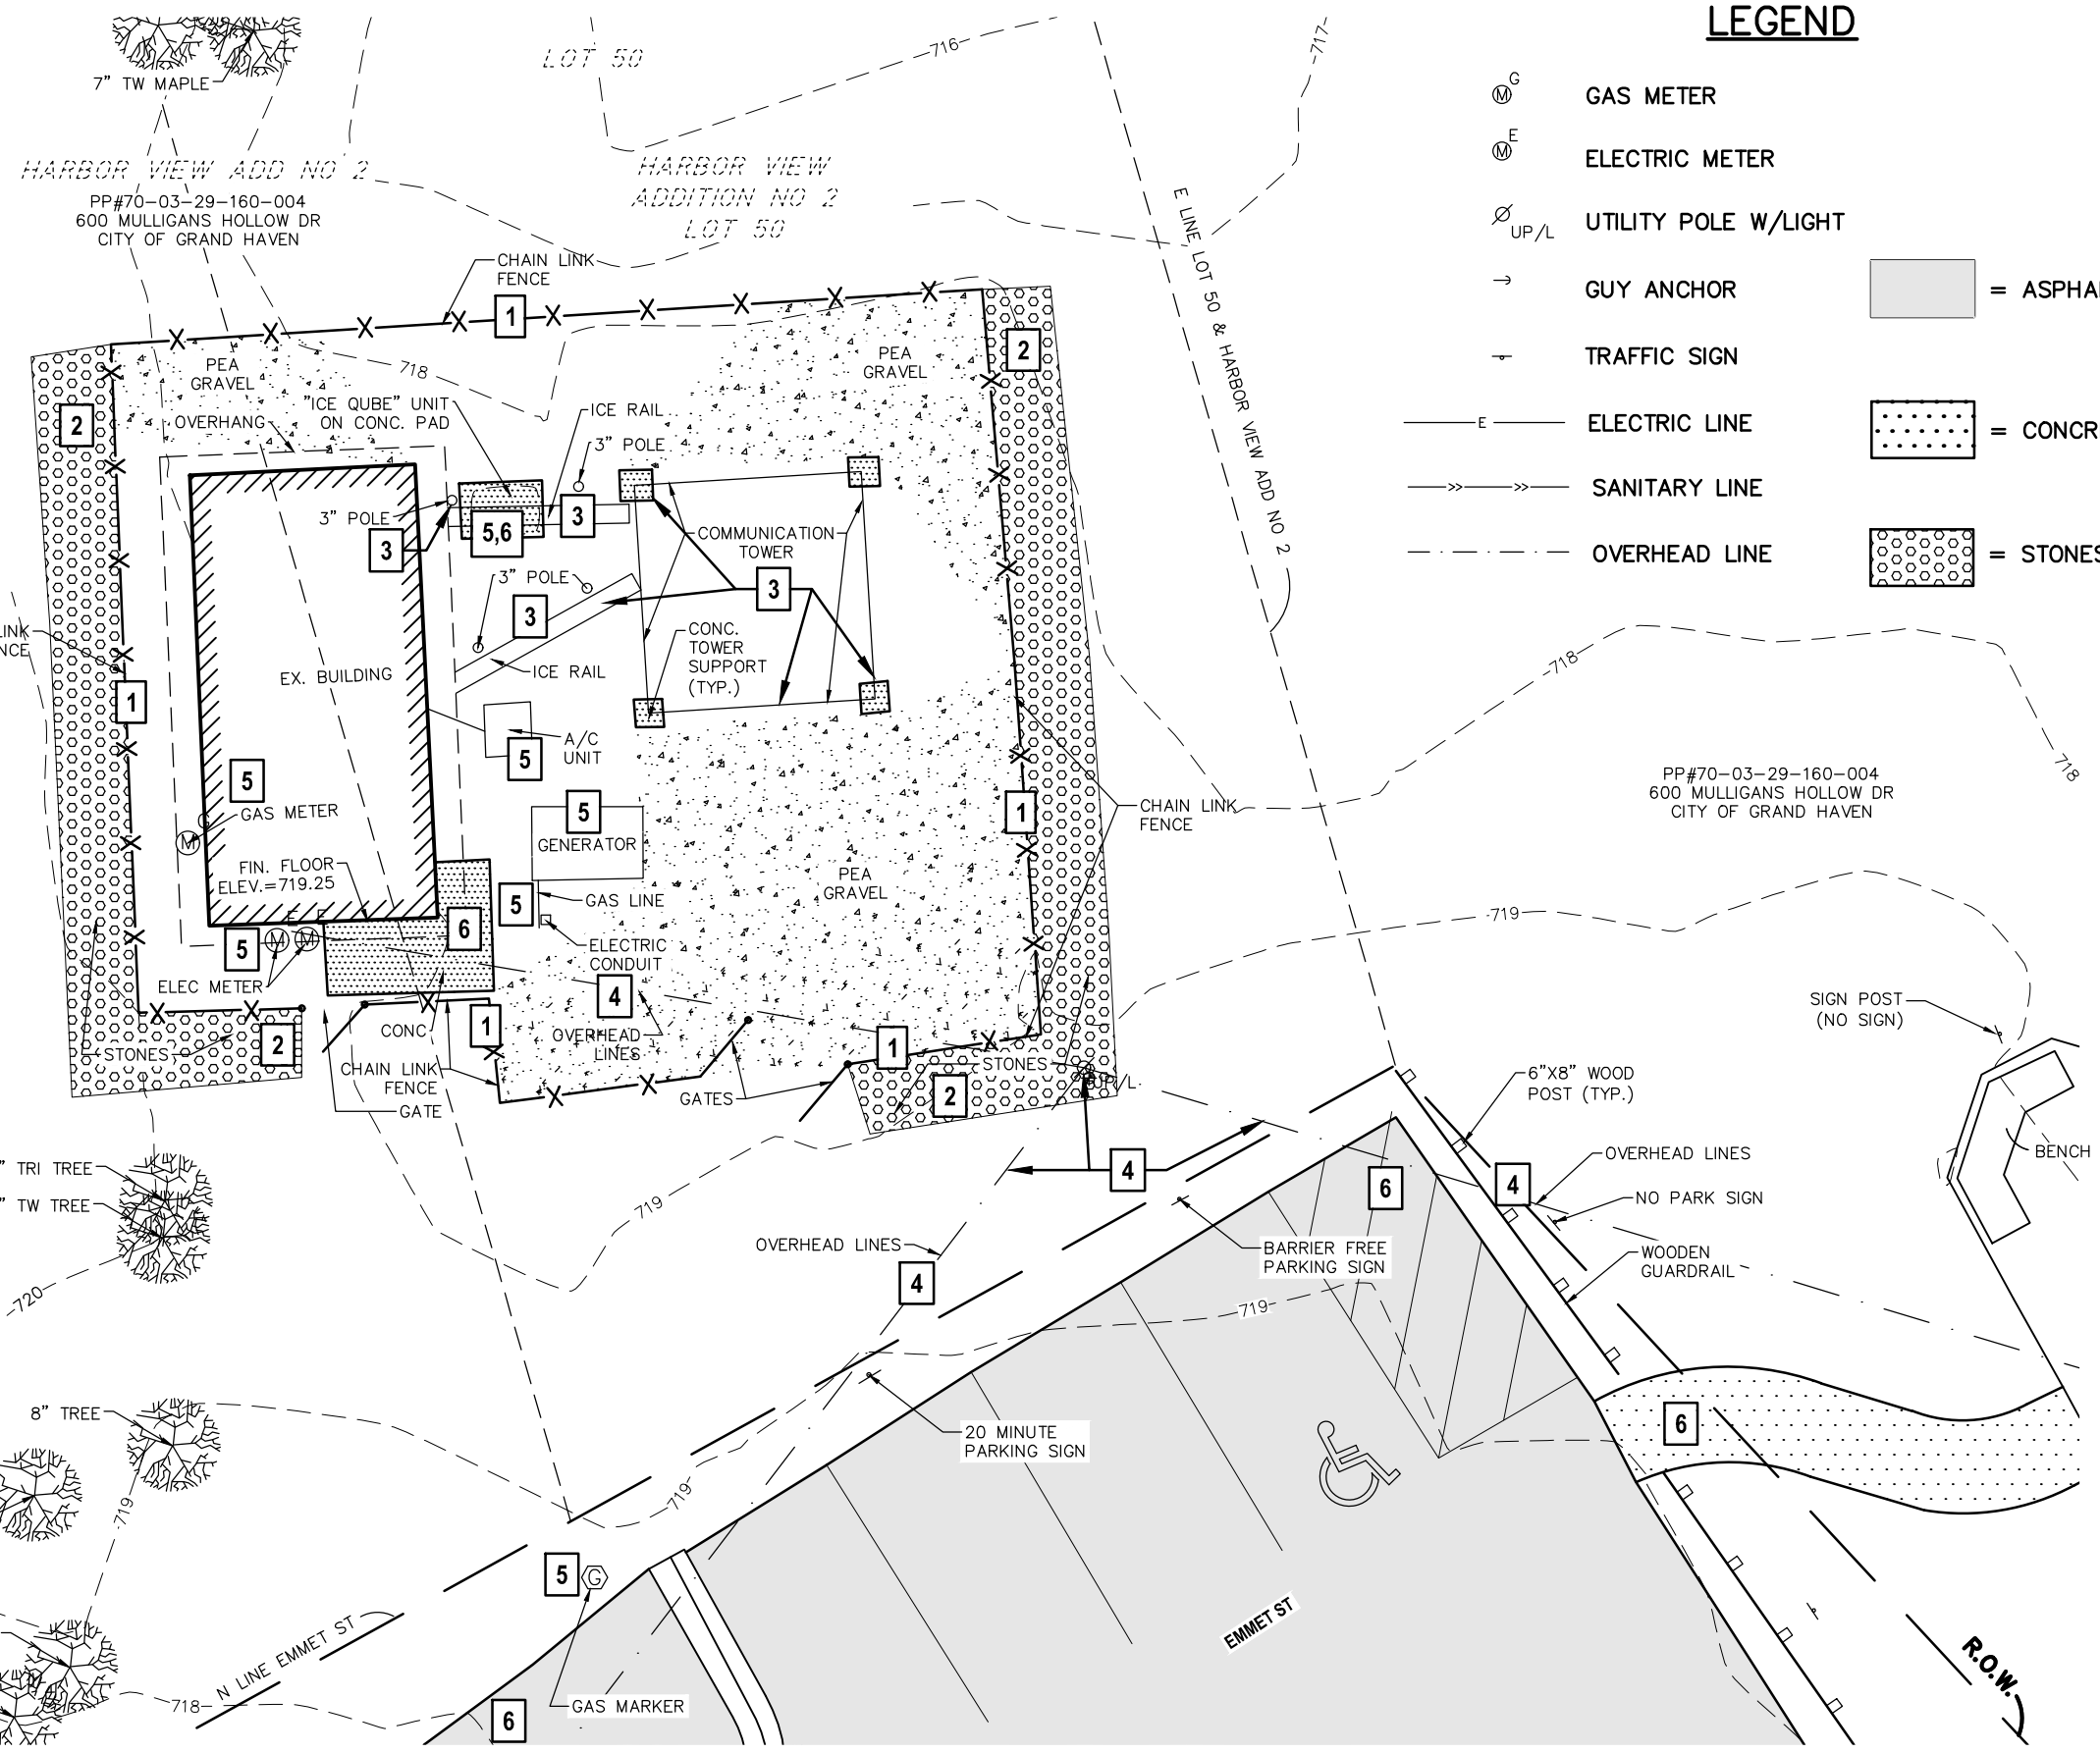 LEGEND
G
M
GAS METER
E
M
ELECTRIC METER
UP/L
UTILITY POLE W/LIGHT
GUY ANCHOR
TRAFFIC SIGN
E
ELECTRIC LINE
>> >>
SANITARY LINE
OVERHEAD LINE
= ASPHA
= CONCR
= STONES
7" TW MAPLE
LOT 50
716
717
HARBOR VIEW ADD NO 2
PP#70-03-29-160-004
600 MULLIGANS HOLLOW DR
CITY OF GRAND HAVEN
HARBOR VIEW
ADDITION NO 2
LOT 50
E LINE LOT 50 & HARBOR VIEW ADD NO 2
CHAIN LINK
FENCE
1
2
PEA
GRAVEL
718
PEA
GRAVEL
2
"ICE QUBE" UNIT
ON CONC. PAD
OVERHANG
ICE RAIL
3" POLE
3" POLE
3
5,6
3
COMMUNICATION
TOWER
3" POLE
3
3
CONC.
TOWER
SUPPORT
(TYP.)
ICE RAIL
LINK
NCE
EX. BUILDING
1
A/C
UNIT
5
5
GAS METER
G
M
5
GENERATOR
1
CHAIN LINK
FENCE
718
718
PP#70-03-29-160-004
600 MULLIGANS HOLLOW DR
CITY OF GRAND HAVEN
FIN. FLOOR
ELEV.=719.25
PEA
GRAVEL
5
GAS LINE
6
E E
M M
5
ELEC METER
ELECTRIC
CONDUIT
4
OVERHEAD
LINES
719
SIGN POST
(NO SIGN)
CONC
1
2
STONES
CHAIN LINK
FENCE
GATE
GATES
1
STONES
2
UP/L
6"X8" WOOD
POST (TYP.)
BENCH
" TRI TREE
" TW TREE
4
6
4
OVERHEAD LINES
NO PARK SIGN
WOODEN
GUARDRAIL
719
OVERHEAD LINES
4
BARRIER FREE
PARKING SIGN
719
720
8" TREE
20 MINUTE
PARKING SIGN
6
719
719
5
G
GAS MARKER
N LINE EMMET ST
718
6
EMMET ST
R.O.W.